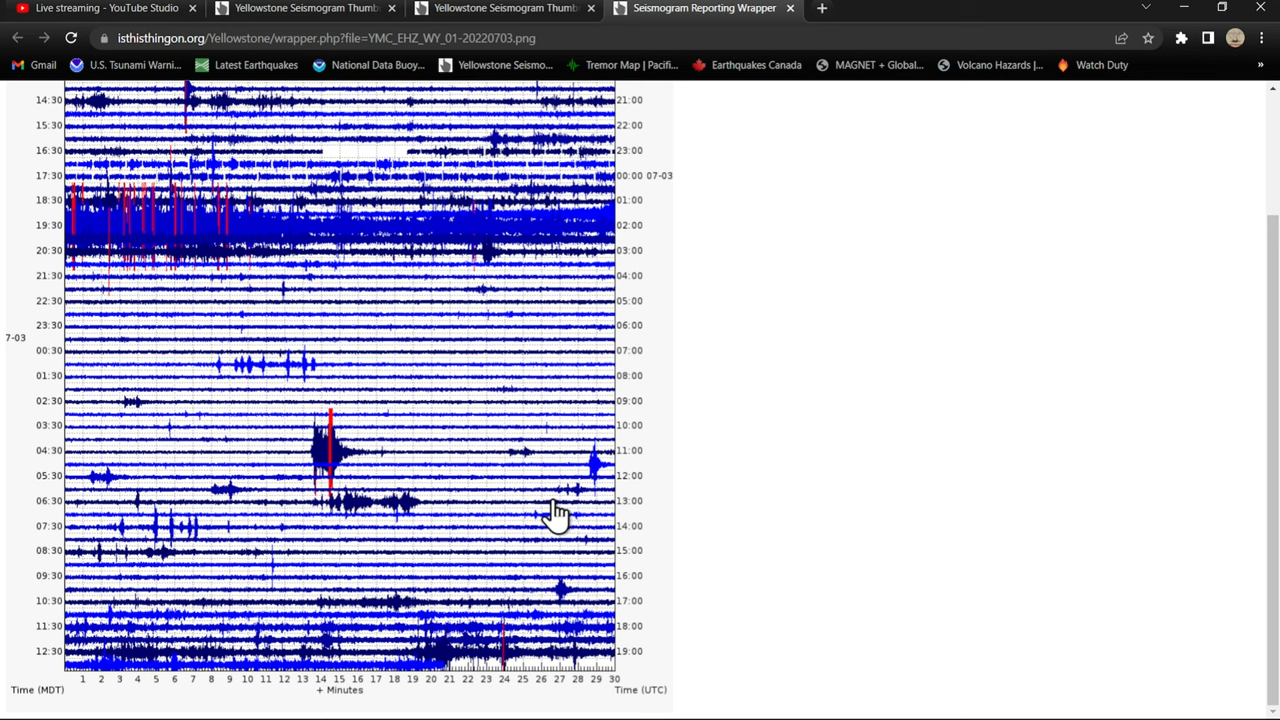 Live streaming - YouTube Studio
Yellowstone Seismogram Thumb
Yellowstone Seismogram Thumb
Seismogram Reporting Wrapper
isthisthingon.org/Yellowstone/wrapper.php?file=YMC_EHZ_WY_01-20220703.png
Gmail
U.S. Tsunami Warni...
Latest Earthquakes
National Data Buoy...
Yellowstone Seismo...
Tremor Map | Pacifi...
Earthquakes Canada
MAGNET + Global...
Volcano Hazards |...
Watch Duty
»
14:30 21:00
15:30 22:00
16:30 23:00
17:30 00:00 07-03
18:30 01:00
19:30 02:00
20:30 03:00
21:30 04:00
22:30 05:00
23:30 06:00
7-03
00:30 07:00
01:30 08:00
02:30 09:00
03:30 10:00
04:30 11:00
05:30 12:00
06:30 13:00
07:30 14:00
08:30 15:00
09:30 16:00
10:30 17:00
11:30 18:00
12:30 19:00
1 2 3 4 5 6 7 8 9 10 11 12 13 14 15 16 17 18 19 20 21 22 23 24 25 26 27 28 29 30
Time (MDT) + Minutes Time (UTC)